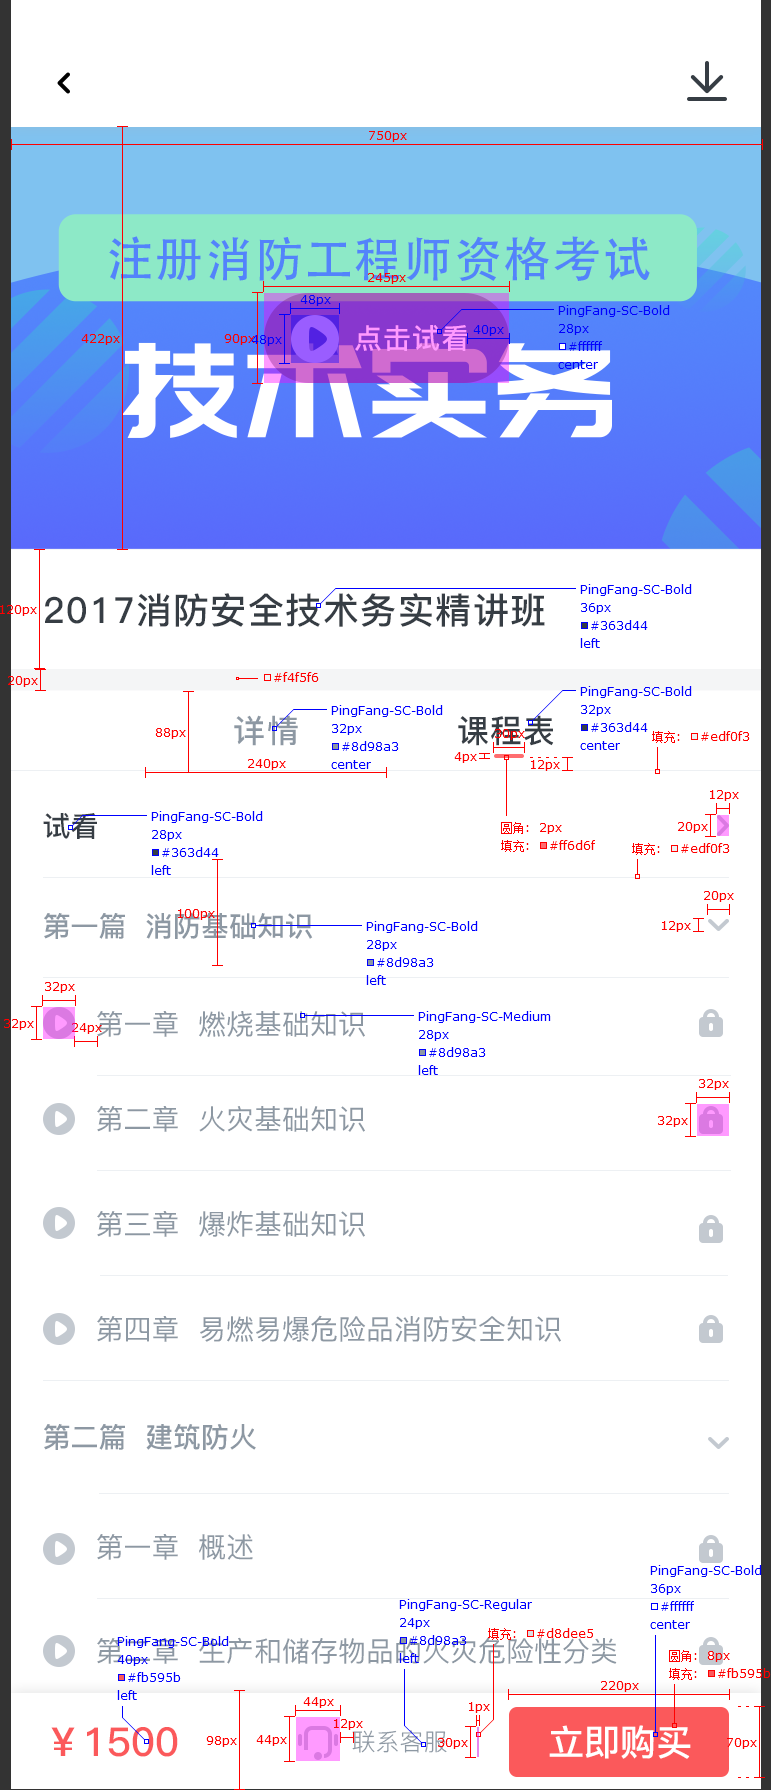 750px
注册消防工程师资格考试
245px
48px
PingFang-SC-Bold
28px
#ffffff
center
422px
90px
48px
点击试看
40px
技术实务
120px
2017消防安全技术务实精讲班
PingFang-SC-Bold
36px
#363d44
left
20px
#f4f5f6
88px
详情
PingFang-SC-Bold
32px
#8d98a3
center
240px
课程表
PingFang-SC-Bold
32px
#363d44
center
填充: #edf0f3
4px
12px
圆角: 2px
填充: #ff6d6f
试看
PingFang-SC-Bold
28px
#363d44
left
12px
20px
填充: #edf0f3
100px
第一篇 消防基础知识
PingFang-SC-Bold
28px
#8d98a3
left
20px
12px
32px
32px
24px
第一章 燃烧基础知识
PingFang-SC-Medium
28px
#8d98a3
left
第二章 火灾基础知识
32px
32px
第三章 爆炸基础知识
第四章 易燃易爆危险品消防安全知识
第二篇 建筑防火
第一章 概述
PingFang-SC-Bold
36px
#ffffff
center
第二章 生产和储存物品的火灾危险性分类
PingFang-SC-Bold
40px
#fb595b
left
PingFang-SC-Regular
24px
#8d98a3
left
填充: #d8dee5
圆角: 8px
填充: #fb595b
¥1500
98px
44px
44px
12px
联系客服
1px
30px
220px
立即购买
70px